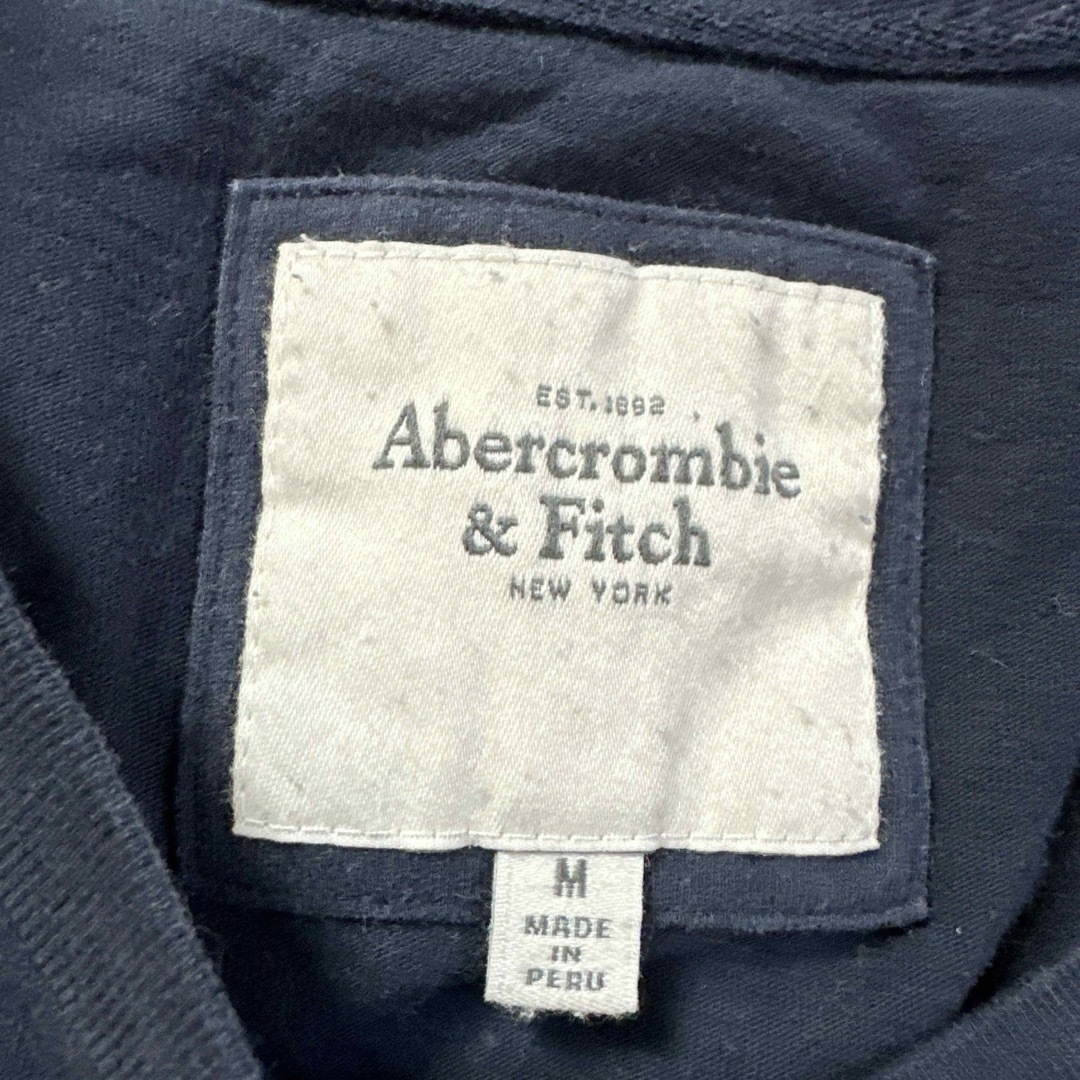 EST. 1892
Abercrombie
& Fitch
NEW YORK
M
MADE
IN
PERU